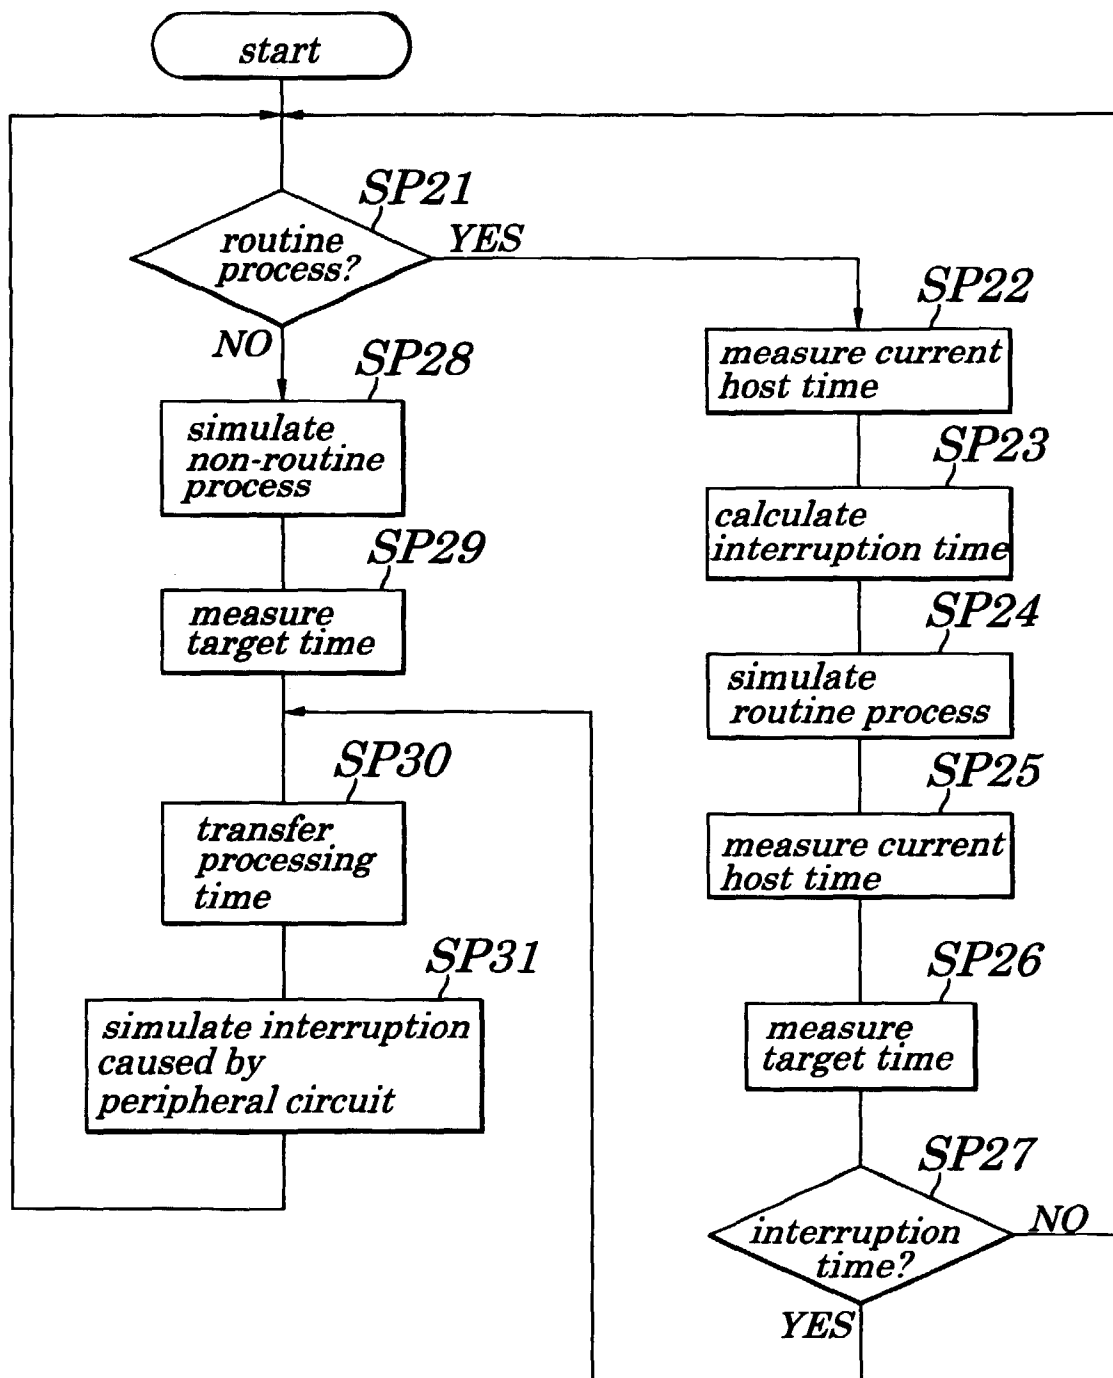 start
SP21
routine
process?
YES
NO
SP28
simulate
non-routine
process
SP29
measure
target time
SP30
transfer
processing
time
SP31
simulate interruption
caused by
peripheral circuit
SP22
measure current
host time
SP23
calculate
interruption time
SP24
simulate
routine process
SP25
measure current
host time
SP26
measure
target time
SP27
interruption
time?
NO
YES